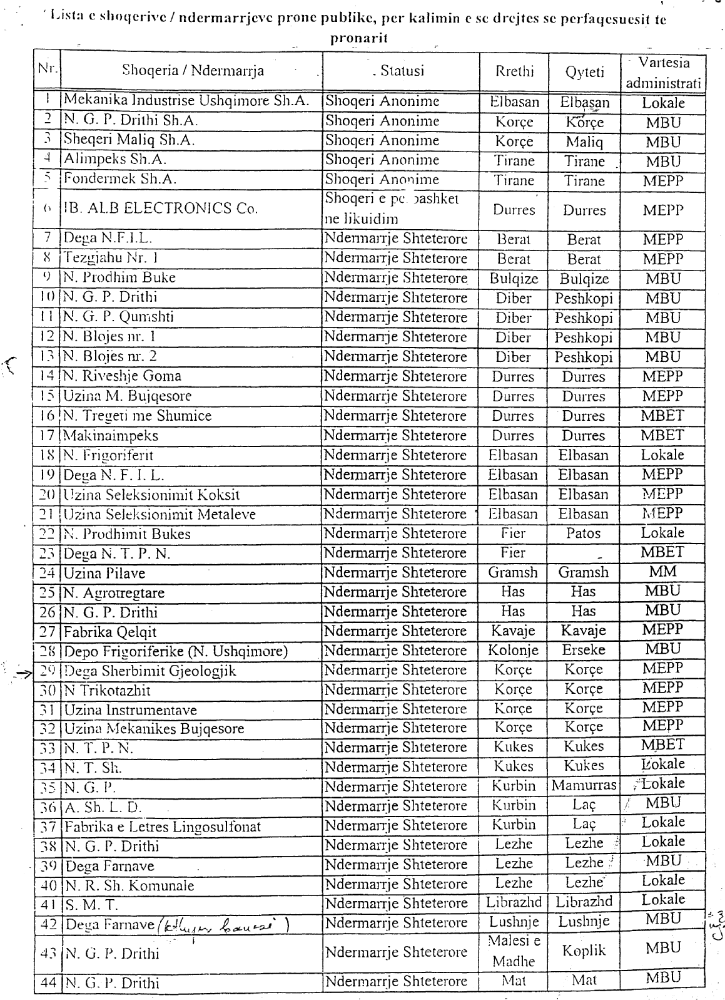 Lista e shoqerive / ndermarrjeve prone publike, per kalimin e se drejtes se perfaqesuesit te
pronarit
Nr. Shoqeria / Ndermarrja Statusi Rrethi Qyteti Vartesia
administrati
1 Mekanika Industrise Ushqimore Sh.A. Shoqeri Anonime Elbasan Elbasan Lokale
2 N. G. P. Drithi Sh.A. Shoqeri Anonime Korçe Korçe MBU
3 Sheqeri Maliq Sh.A. Shoqeri Anonime Korçe Maliq MBU
4 Alimpeks Sh.A. Shoqeri Anonime Tirane Tirane MBU
5 Fondermek Sh.A. Shoqeri Anonime Tirane Tirane MEPP
6 IB. ALB ELECTRONICS Co. Shoqeri e bashket Durres Durres MEPP
ne likuidim
7 Dega N.F.I.L. Ndermarrje Shteterore Berat Berat MEPP
8 Tezgjahu Nr. 1 Ndermarrje Shteterore Berat Berat MEPP
9 N. Prodhim Buke Ndermarrje Shteterore Bulqize Bulqize MBU
10 N. G. P. Drithi Ndermarrje Shteterore Diber Peshkopi MBU
11 N. G. P. Qumshti Ndermarrje Shteterore Diber Peshkopi MBU
12 N. Blojes nr. 1 Ndermarrje Shteterore Diber Peshkopi MBU
13 N. Blojes nr. 2 Ndermarrje Shteterore Diber Peshkopi MBU
14 N. Riveshje Goma Ndermarrje Shteterore Durres Durres MEPP
15 Uzina M. Bujqesore Ndermarrje Shteterore Durres Durres MEPP
16 N. Tregeti me Shumice Ndermarrje Shteterore Durres Durres MBET
17 Makinaimpeks Ndermarrje Shteterore Durres Durres MBET
18 N. Frigoriferit Ndermarrje Shteterore Elbasan Elbasan Lokale
19 Dega N. F. I. L. Ndermarrje Shteterore Elbasan Elbasan MEPP
20 Uzina Seleksionimit Koksit Ndermarrje Shteterore Elbasan Elbasan MEPP
21 Uzina Seleksionimit Metaleve Ndermarrje Shteterore Elbasan Elbasan MEPP
22 N. Prodhimit Bukes Ndermarrje Shteterore Fier Patos Lokale
23 Dega N. T. P. N. Ndermarrje Shteterore Fier - MBET
24 Uzina Pilave Ndermarrje Shteterore Gramsh Gramsh MM
25 N. Agrotregtare Ndermarrje Shteterore Has Has MBU
26 N. G. P. Drithi Ndermarrje Shteterore Has Has MBU
27 Fabrika Qelqit Ndermarrje Shteterore Kavaje Kavaje MEPP
28 Depo Frigoriferike (N. Ushqimore) Ndermarrje Shteterore Kolonje Erseke MBU
29 Dega Sherbimit Gjeologjik Ndermarrje Shteterore Korçe Korçe MEPP
30 N Trikotazhit Ndermarrje Shteterore Korçe Korçe MEPP
31 Uzina Instrumentave Ndermarrje Shteterore Korçe Korçe MEPP
32 Uzina Mekanikes Bujqesore Ndermarrje Shteterore Korçe Korçe MEPP
33 N. T. P. N. Ndermarrje Shteterore Kukes Kukes MBET
34 N. T. Sh. Ndermarrje Shteterore Kukes Kukes Lokale
35 N. G. P. Ndermarrje Shteterore Kurbin Mamurras Lokale
36 A. Sh. L. D. Ndermarrje Shteterore Kurbin Laç MBU
37 Fabrika e Letres Lingosulfonat Ndermarrje Shteterore Kurbin Laç Lokale
38 N. G. P. Drithi Ndermarrje Shteterore Lezhe Lezhe Lokale
39 Dega Farnave Ndermarrje Shteterore Lezhe Lezhe MBU
40 N. R. Sh. Komunale Ndermarrje Shteterore Lezhe Lezhe Lokale
41 S. M. T. Ndermarrje Shteterore Librazhd Librazhd Lokale
42 Dega Farnave Ndermarrje Shteterore Lushnje Lushnje MBU
43 N. G. P. Drithi Ndermarrje Shteterore Malesi e Koplik MBU
Madhe
44 N. G. P. Drithi Ndermarrje Shteterore Mat Mat MBU